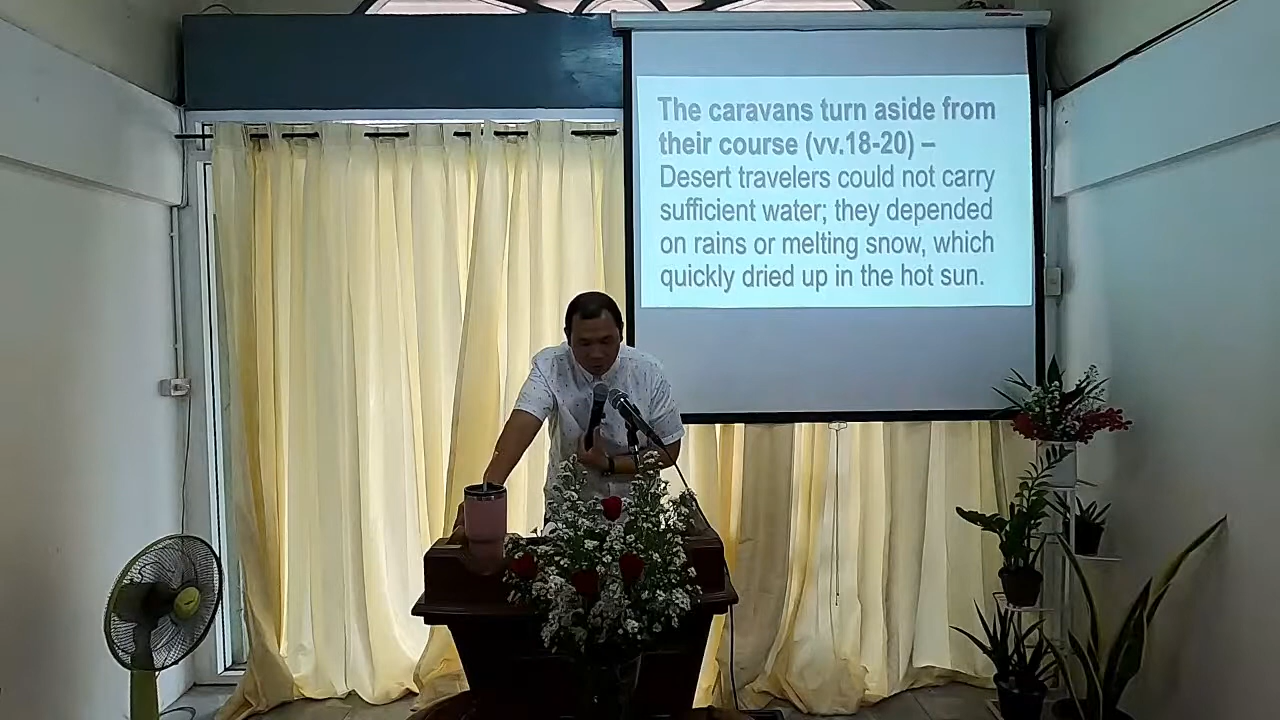 The caravans turn aside from
their course (vv.18-20) –
Desert travelers could not carry
sufficient water; they depended
on rains or melting snow, which
quickly dried up in the hot sun.